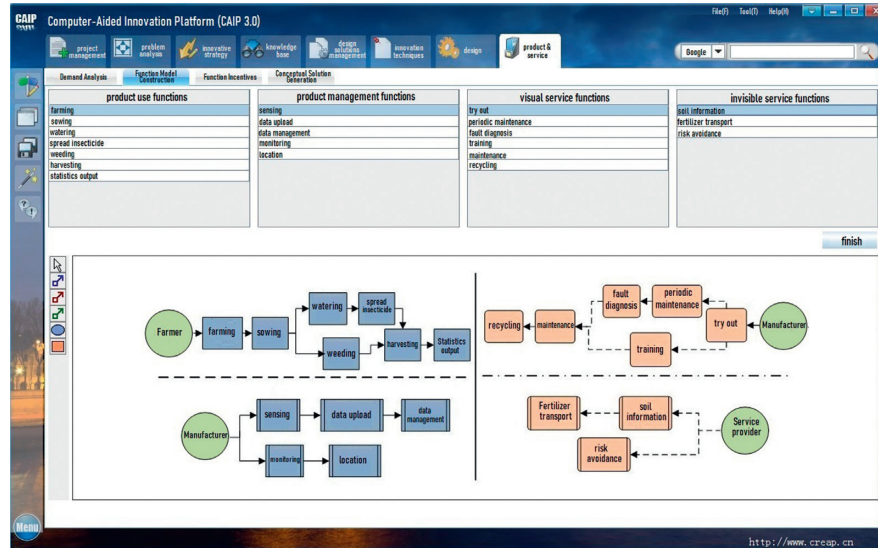 CAIP
Computer-Aided Innovation Platform (CAIP 3.0)
File(F) Tool(T) Help(H)
project
management
problem
analysis
innovative
strategy
knowledge
base
design
solutions
management
innovation
techniques
design
product &
service
Google
Demand Analysis
Function Model
Construction
Function Incentives
Conceptual Solution
Generation
product use functions
farming
sowing
watering
spread insecticide
weeding
harvesting
statistics output
product management functions
sensing
data upload
data management
monitoring
location
visual service functions
try out
periodic maintenance
fault diagnosis
training
maintenance
recycling
invisible service functions
soil information
fertilizer transport
risk avoidance
finish
Farmer
farming
sowing
watering
spread
insecticide
weeding
harvesting
Statistics
output
recycling
maintenance
fault
diagnosis
periodic
maintenance
training
try out
Manufacturer
Manufacturer
sensing
data upload
data
management
monitoring
location
Fertilizer
transport
soil
information
risk
avoidance
Service
provider
Menu
http://www.creap.cn